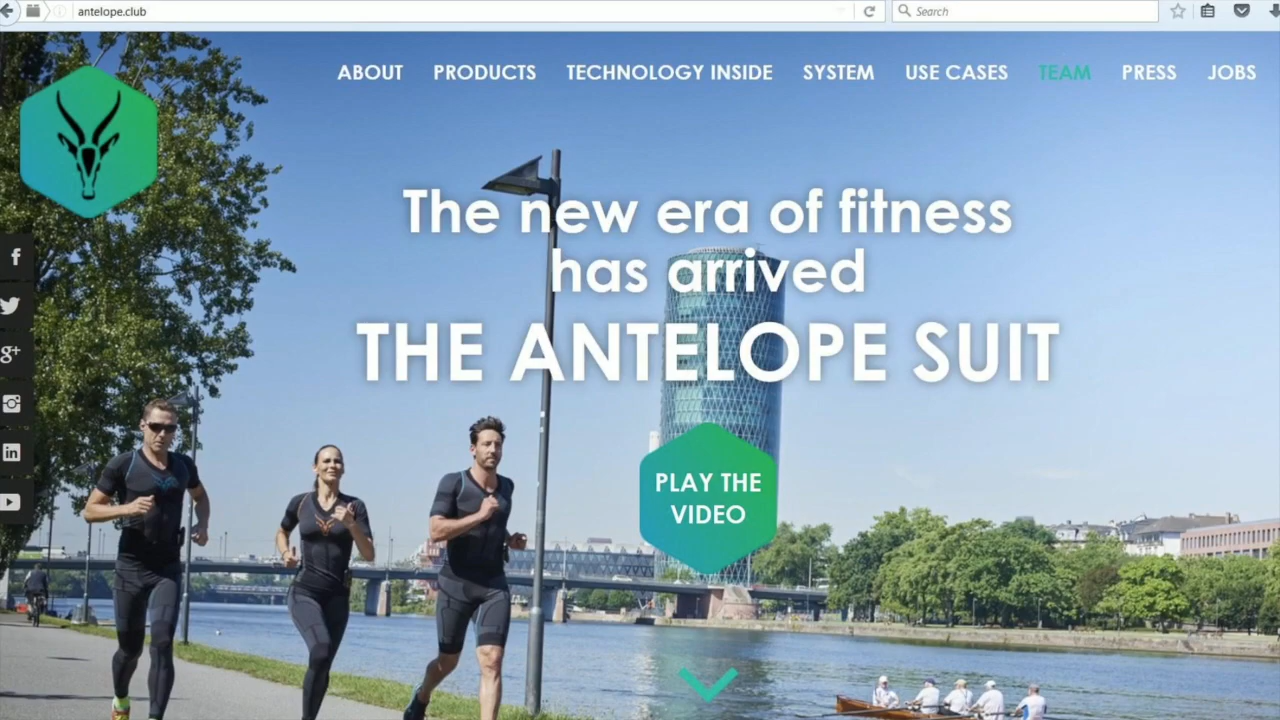 antelope.club
Search
ABOUT PRODUCTS TECHNOLOGY INSIDE SYSTEM USE CASES TEAM PRESS JOBS
The new era of fitness
has arrived
THE ANTELOPE SUIT
PLAY THE
VIDEO